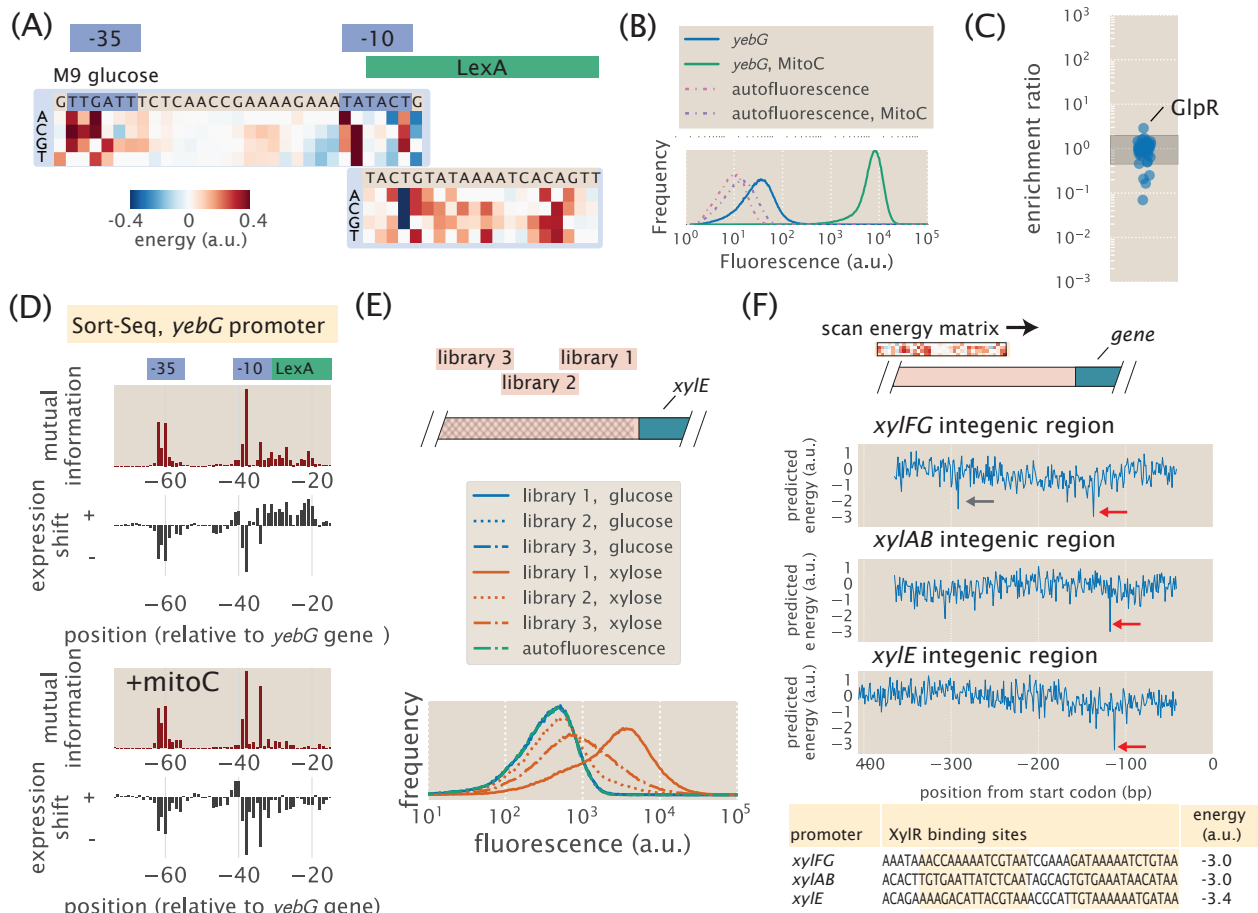 (A)
-35
-10
LexA
M9 glucose
GTTGATTTCTCAACCGAAAAGAAATATACTG
A
C
G
T
TACTGTATAAAATCACAGTT
A
C
G
T
-0.4
0
0.4
energy (a.u.)
(B)
yebG
yebG, MitoC
autofluorescence
autofluorescence, MitoC
Frequency
10^0
10^1
10^2
10^3
10^4
10^5
Fluorescence (a.u.)
(C)
enrichment ratio
10^3
10^2
10^1
10^0
10^-1
10^-2
10^-3
GlpR
(D)
Sort-Seq, yebG promoter
-35
-10
LexA
mutual information
−60
−40
−20
expression shift
+
-
−60
−40
−20
position (relative to yebG gene )
+mitoC
mutual information
−60
−40
−20
expression shift
+
-
−60
−40
−20
position (relative to yebG gene)
(E)
library 3
library 1
library 2
xylE
library 1, glucose
library 2, glucose
library 3, glucose
library 1, xylose
library 2, xylose
library 3, xylose
autofluorescence
frequency
10^1
10^2
10^3
10^4
10^5
fluorescence (a.u.)
(F)
scan energy matrix
gene
xylFG integenic region
predicted energy (a.u.)
1
0
−1
−2
−3
xylAB integenic region
predicted e nergy (a.u.)
1
0
−1
−2
−3
xylE integenic region
predicted energy (a.u.)
1
0
−1
−2
−3
400
−300
−200
−100
0
position from start codon (bp)
promoter XylR binding sites energy (a.u.)
xylFG AAATAAACCAAAAATCGTAATCGAAAGATAAAAATCTGTAA -3.0
xylAB ACACTTGTGAATTATCTCAATAGCAGTGTGAAATAACATAA -3.0
xylE ACAGAAAAGACATTACGTAAACGCATTGTAAAAAATGATAA -3.4